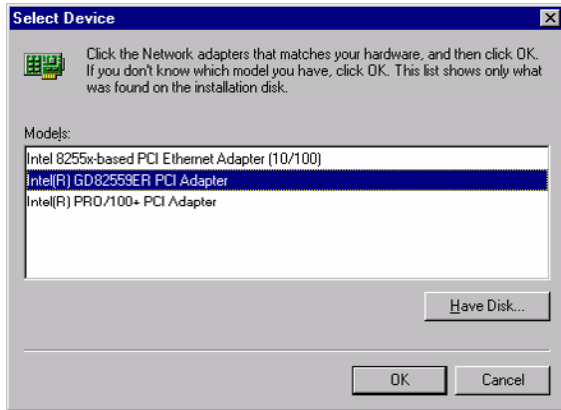 Select Device
Click the Network adapters that matches your hardware, and then click OK.
If you don't know which model you have, click OK. This list shows only what
was found on the installation disk.
Models:
Intel 8255x-based PCI Ethernet Adapter (10/100)
Intel(R) GD82559ER PCI Adapter
Intel(R) PRO/100+ PCI Adapter
Have Disk...
OK
Cancel